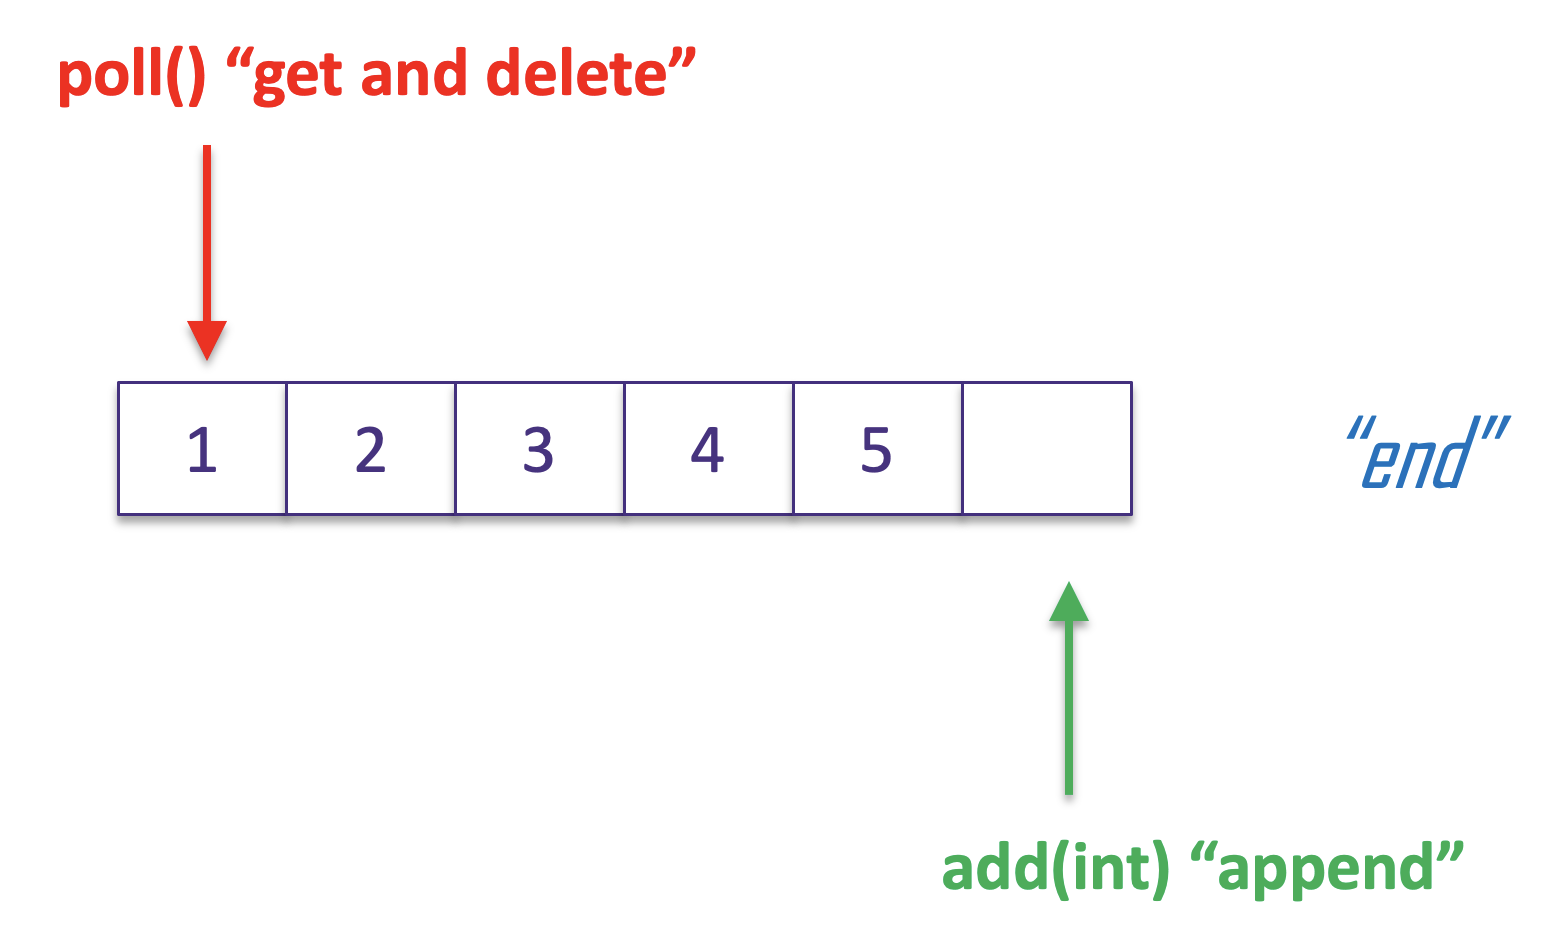 poll() “get and delete”
1 2 3 4 5
“end”
add(int) “append”